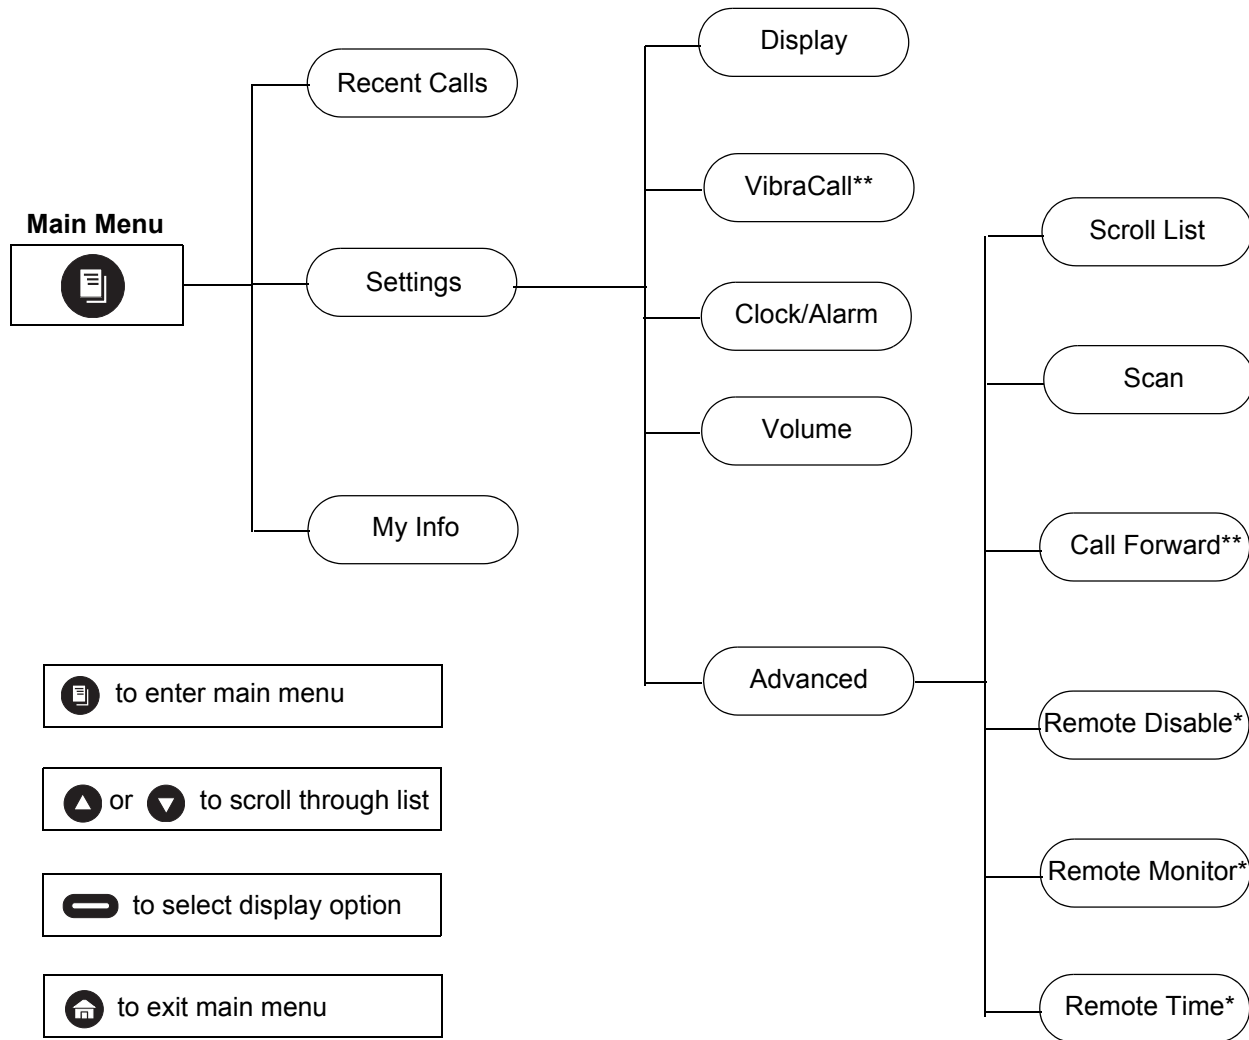 Main Menu
Recent Calls
Settings
My Info
Display
VibraCall**
Clock/Alarm
Volume
Advanced
Scroll List
Scan
Call Forward**
Remote Disable*
Remote Monitor*
Remote Time*
to enter main menu
or to scroll through list
to select display option
to exit main menu